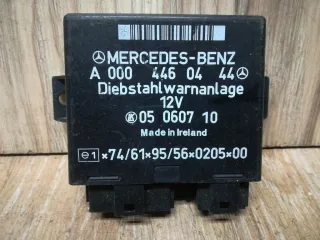 MERCEDES-BENZ
A 000 446 04 44
Diebstahlwarnanlage
12V
05 0607 10
Made in Ireland
e1 *74/61*95/56*0205*00